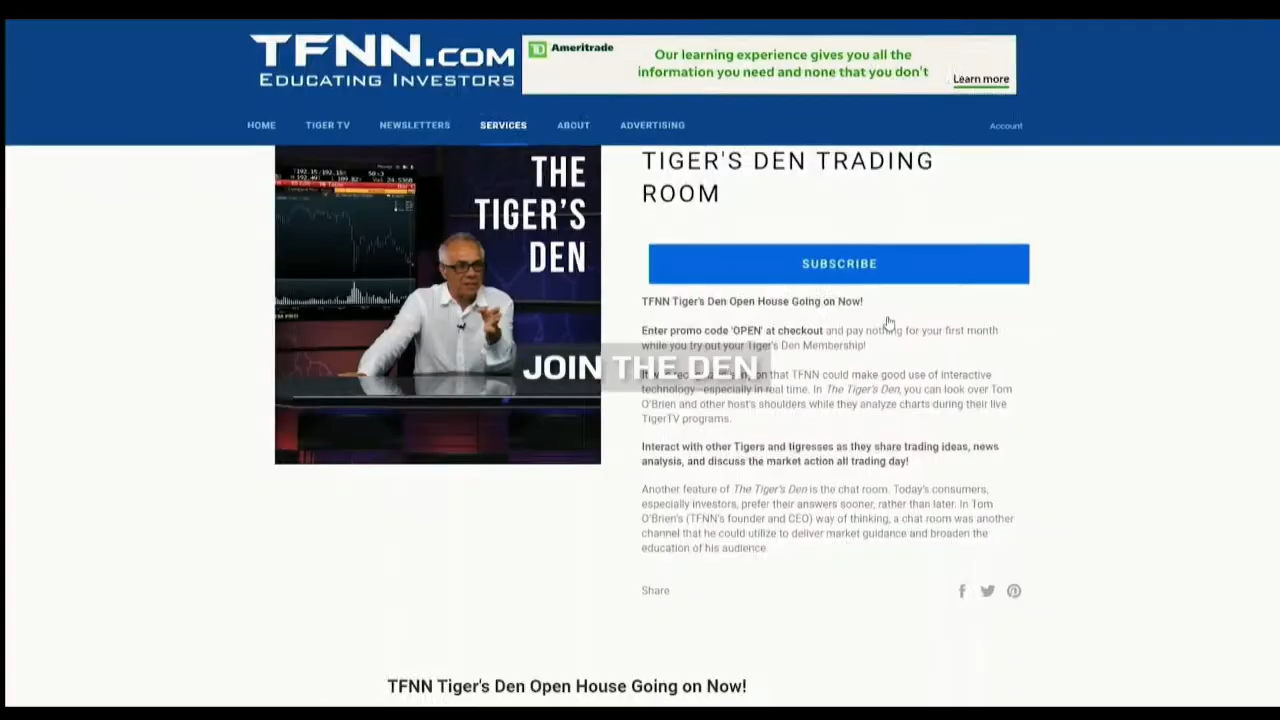 TFNN.COM
EDUCATING INVESTORS
Ameritrade
Our learning experience gives you all the
information you need and none that you don't
Learn more
HOME
TIGER TV
NEWSLETTERS
SERVICES
ABOUT
ADVERTISING
Account
THE
TIGER'S
DEN
TIGER'S DEN TRADING
ROOM
SUBSCRIBE
TFNN Tiger's Den Open House Going on Now!
Enter promo code 'OPEN' at checkout and pay nothing for your first month
while you try out your Tiger's Den Membership!
JOIN THE DEN
that TFNN could make good use of interactive
technology—especially in real time. In The Tiger's Den, you can look over Tom
O'Brien and other host's shoulders while they analyze charts during their live
TigerTV programs.
Interact with other Tigers and tigresses as they share trading ideas, news
analysis, and discuss the market action all trading day!
Another feature of The Tiger's Den is the chat room. Today's consumers,
especially investors, prefer their answers sooner, rather than later. In Tom
O'Brien's (TFNN's founder and CEO) way of thinking, a chat room was another
channel that he could utilize to deliver market guidance and broaden the
education of his audience.
Share
TFNN Tiger's Den Open House Going on Now!